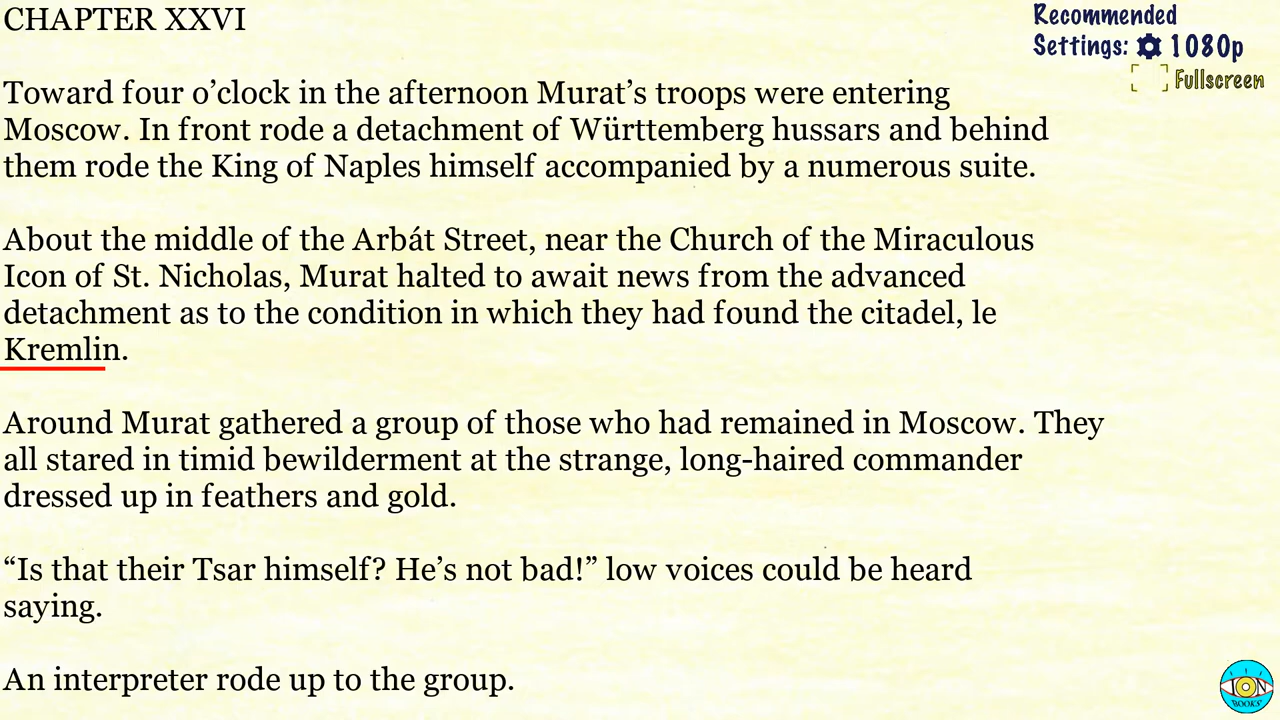 CHAPTER XXVI
Recommended
Settings: 1080p
Fullscreen
Toward four o’clock in the afternoon Murat’s troops were entering
Moscow. In front rode a detachment of Württemberg hussars and behind
them rode the King of Naples himself accompanied by a numerous suite.
About the middle of the Arbát Street, near the Church of the Miraculous
Icon of St. Nicholas, Murat halted to await news from the advanced
detachment as to the condition in which they had found the citadel, le
Kremlin.
Around Murat gathered a group of those who had remained in Moscow. They
all stared in timid bewilderment at the strange, long-haired commander
dressed up in feathers and gold.
“Is that their Tsar himself? He’s not bad!” low voices could be heard
saying.
An interpreter rode up to the group.
ION
BOOKS